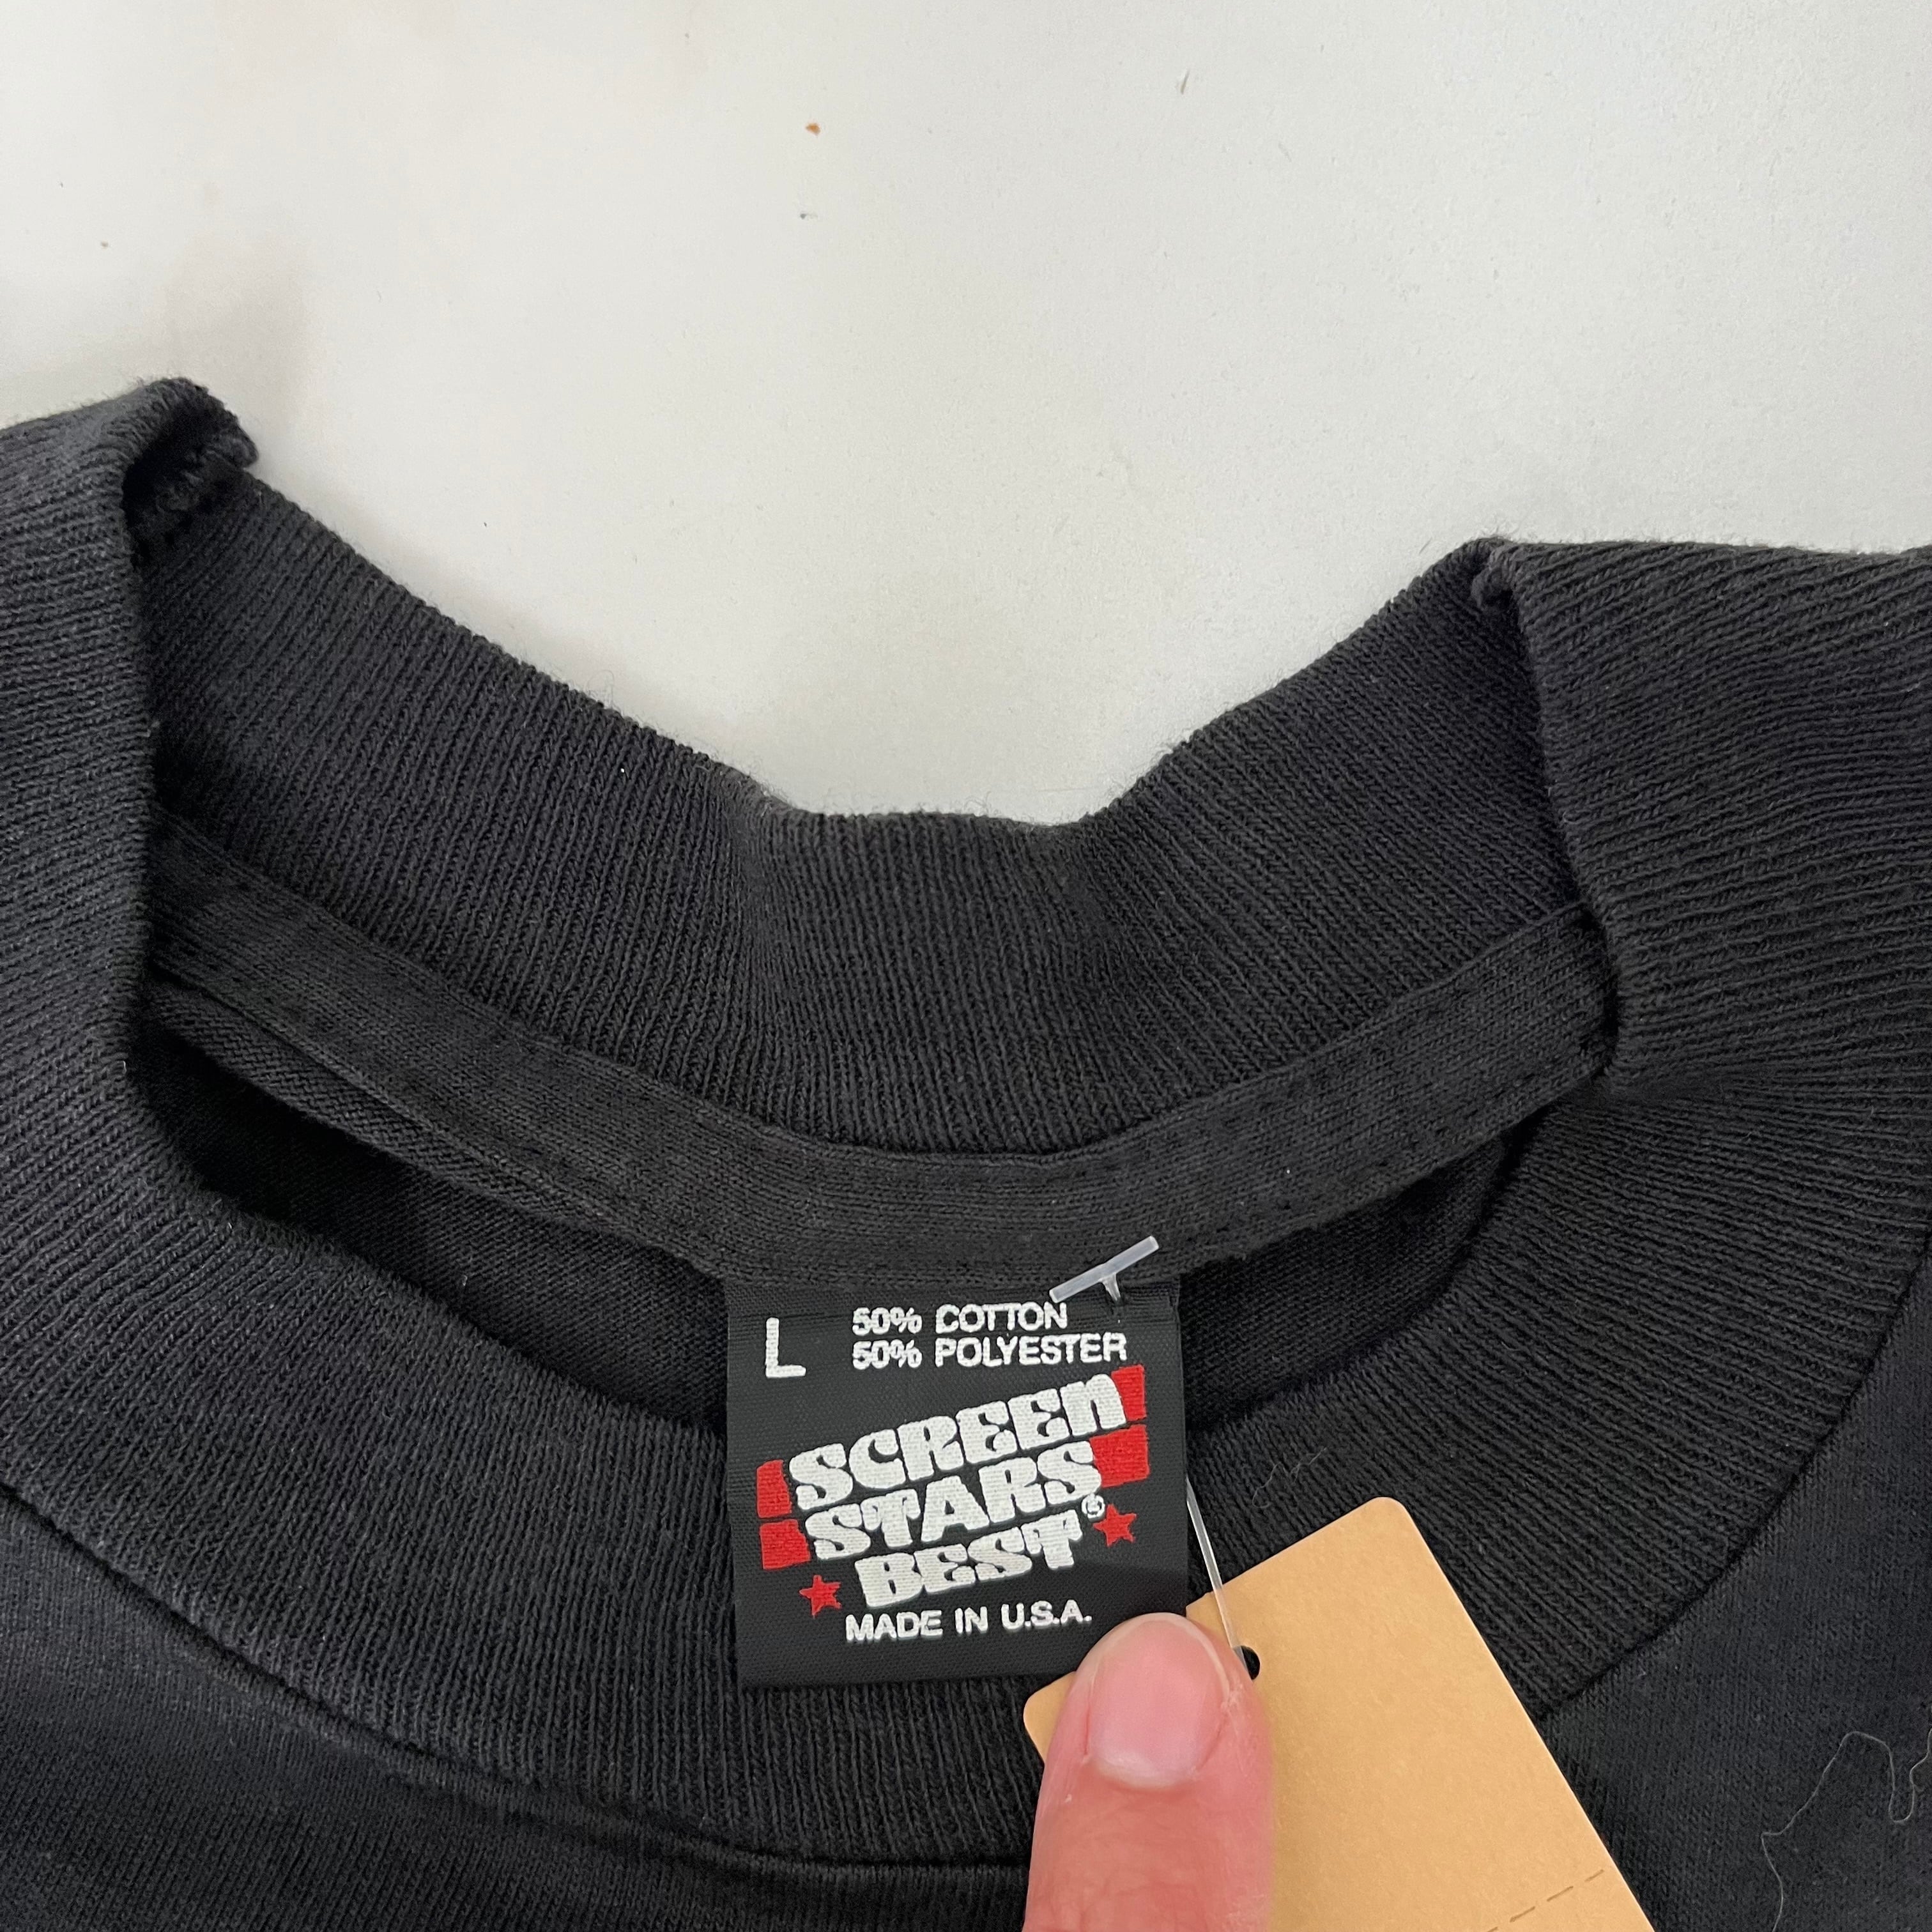 L 50% COTTON
50% POLYESTER
SCREEN
STARS
BEST®
MADE IN U.S.A.